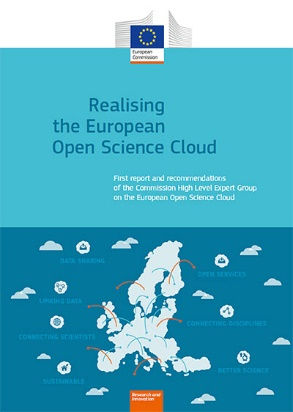 European
Commission
Realising
the European
Open Science Cloud
First report and recommendations
of the Commission High Level Expert Group
on the European Open Science Cloud
DATA SHARING
OPEN SERVICES
LINKING DATA
CONNECTING DISCIPLINES
CONNECTING SCIENTISTS
BETTER SCIENCE
SUSTAINABLE
Research and
Innovation